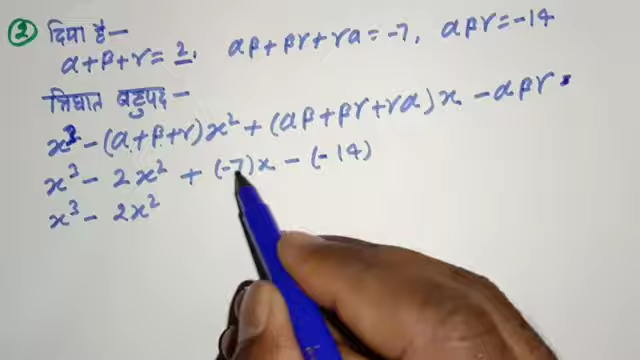 ② दिया है—
α+β+γ = 2, αβ+βγ+γα = -7, αβγ = -14
त्रिघात बहुपद —
x³ - (α+β+γ)x² + (αβ+βγ+γα)x - αβγ
x³ - 2x² + (-7)x - (-14)
x³ - 2x²